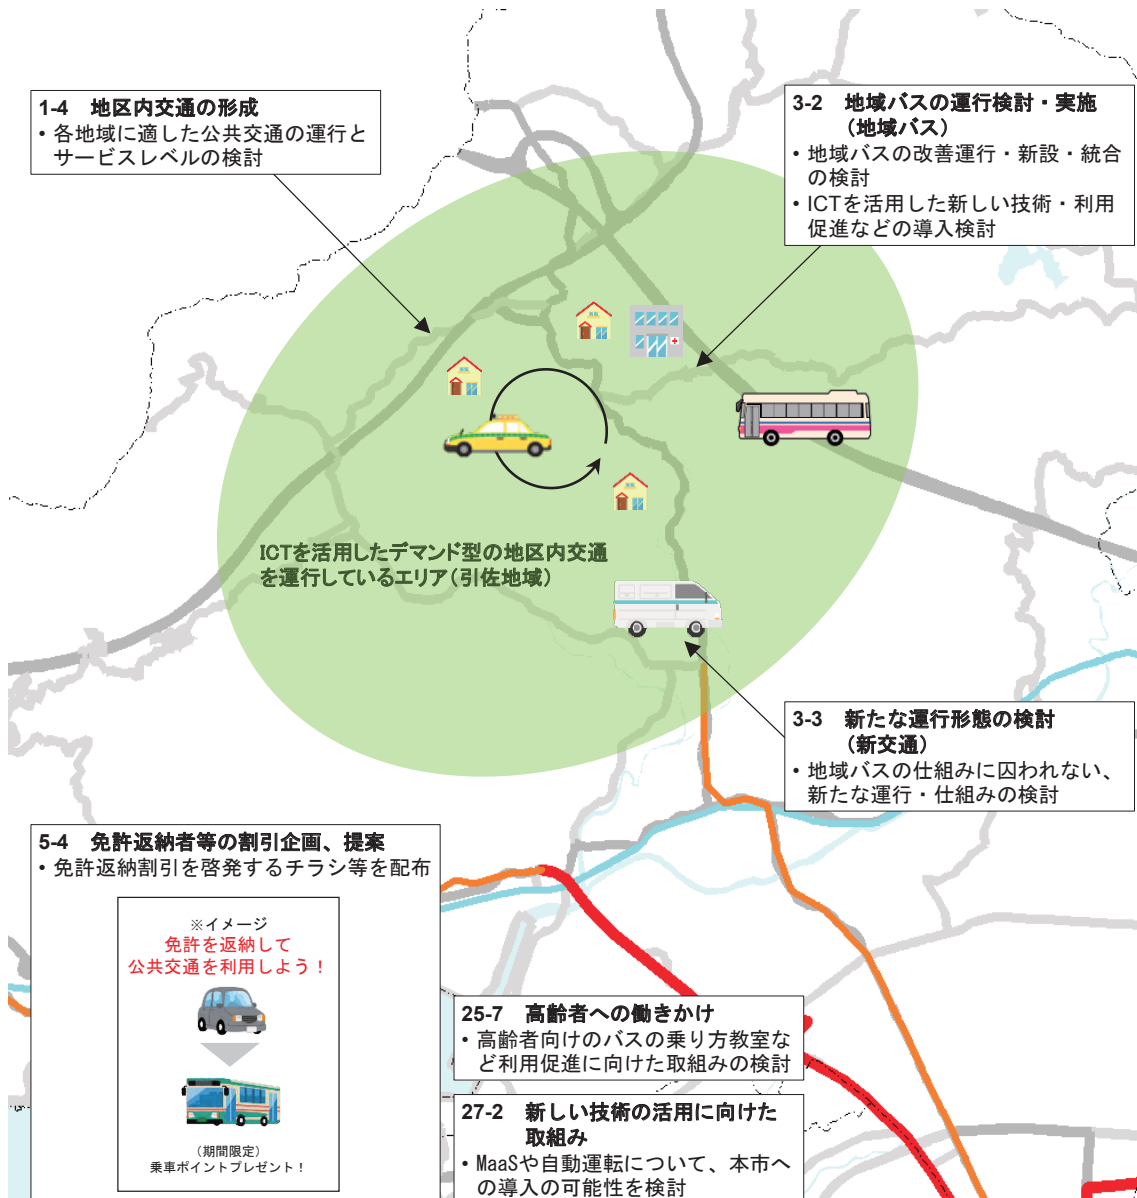 1-4 地区内交通の形成
・各地域に適した公共交通の運行と
サービスレベルの検討
3-2 地域バスの運行検討・実施
（地域バス）
・地域バスの改善運行・新設・統合
の検討
・ICTを活用した新しい技術・利用
促進などの導入検討
ICTを活用したデマンド型の地区内交通
を運行しているエリア（引佐地域）
3-3 新たな運行形態の検討
（新交通）
・地域バスの仕組みに囚われない、
新たな運行・仕組みの検討
5-4 免許返納者等の割引企画、提案
・免許返納割引を啓発するチラシ等を配布
※イメージ
免許を返納して
公共交通を利用しよう！
（期間限定）
乗車ポイントプレゼント！
25-7 高齢者への働きかけ
・高齢者向けのバスの乗り方教室な
ど利用促進に向けた取組みの検討
27-2 新しい技術の活用に向けた
取組み
・MaaSや自動運転について、本市へ
の導入の可能性を検討